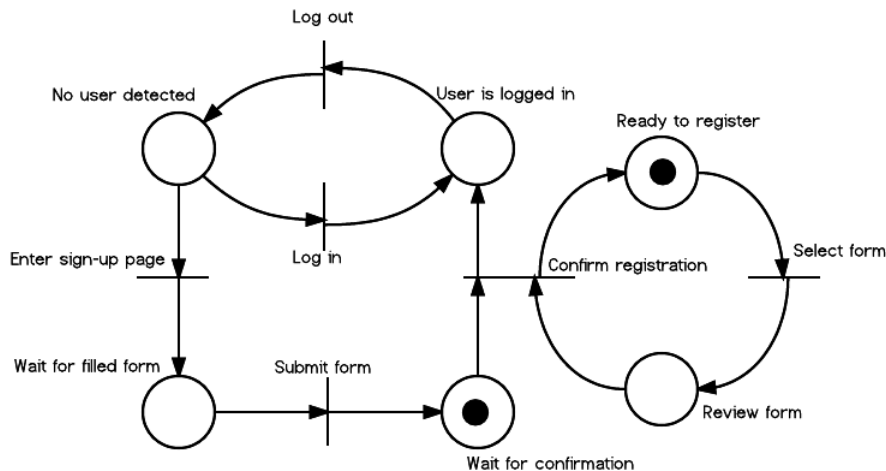 Log out
No user detected
User is logged in
Ready to register
Log in
Enter sign-up page
Confirm registration
Select form
Wait for filled form
Submit form
Review form
Wait for confirmation